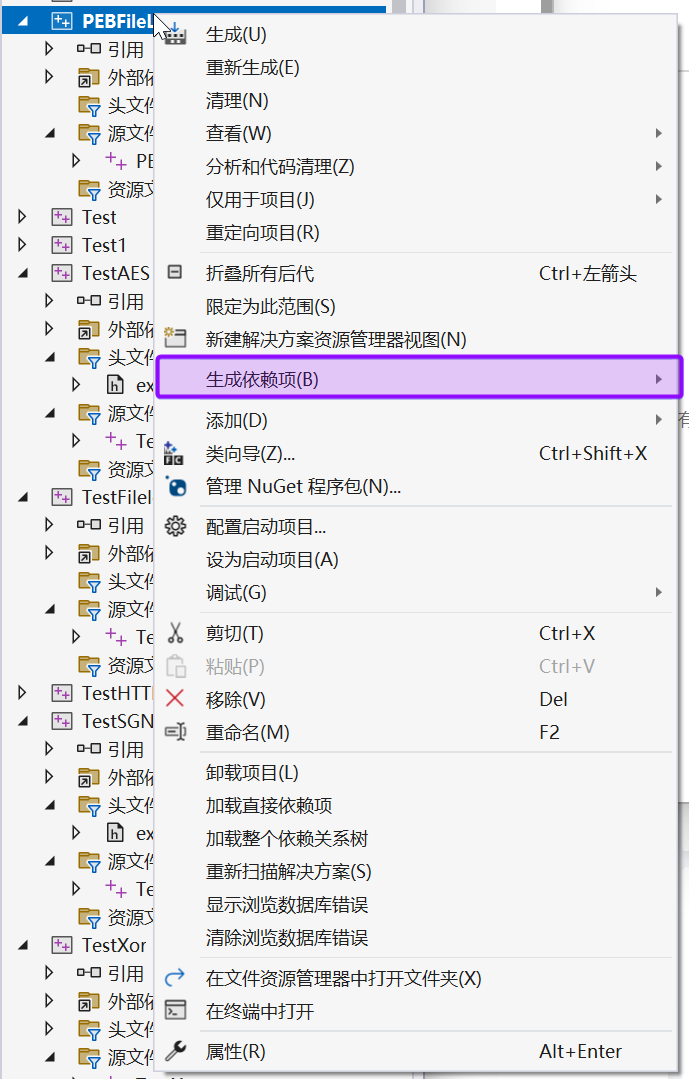 PEBFileL
引用
外部依
头文件
源文件
PE
资源文
Test
Test1
TestAES
引用
外部依
头文件
ex
源文件
Te
资源文
TestFileI
引用
外部依
头文件
源文件
Te
资源文
TestHTT
TestSGN
引用
外部依
头文件
ex
源文件
Te
资源文
TestXor
引用
外部依
头文件
源文件
生成(U)
重新生成(E)
清理(N)
查看(W)
分析和代码清理(Z)
仅用于项目(J)
重定向项目(R)
折叠所有后代 Ctrl+左箭头
限定为此范围(S)
新建解决方案资源管理器视图(N)
生成依赖项(B)
添加(D)
类向导(Z)... Ctrl+Shift+X
管理 NuGet 程序包(N)...
配置启动项目...
设为启动项目(A)
调试(G)
剪切(T) Ctrl+X
粘贴(P) Ctrl+V
移除(V) Del
重命名(M) F2
卸载项目(L)
加载直接依赖项
加载整个依赖关系树
重新扫描解决方案(S)
显示浏览数据库错误
清除浏览数据库错误
在文件资源管理器中打开文件夹(X)
在终端中打开
属性(R) Alt+Enter
有